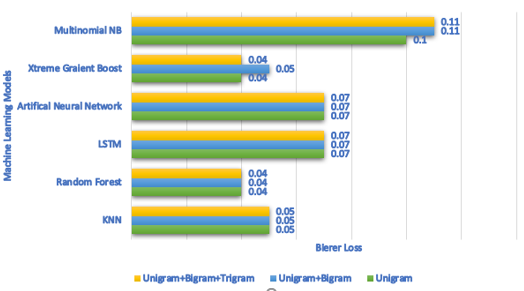 Multinomial NB
0.11
0.11
0.1
Xtreme Graient Boost
0.04
0.05
0.04
Artifical Neural Network
0.07
0.07
0.07
LSTM
0.07
0.07
0.07
Random Forest
0.04
0.04
0.04
KNN
0.05
0.05
0.05
Machine Learning Models
Bierer Loss
Unigram+Bigram+Trigram Unigram+Bigram Unigram